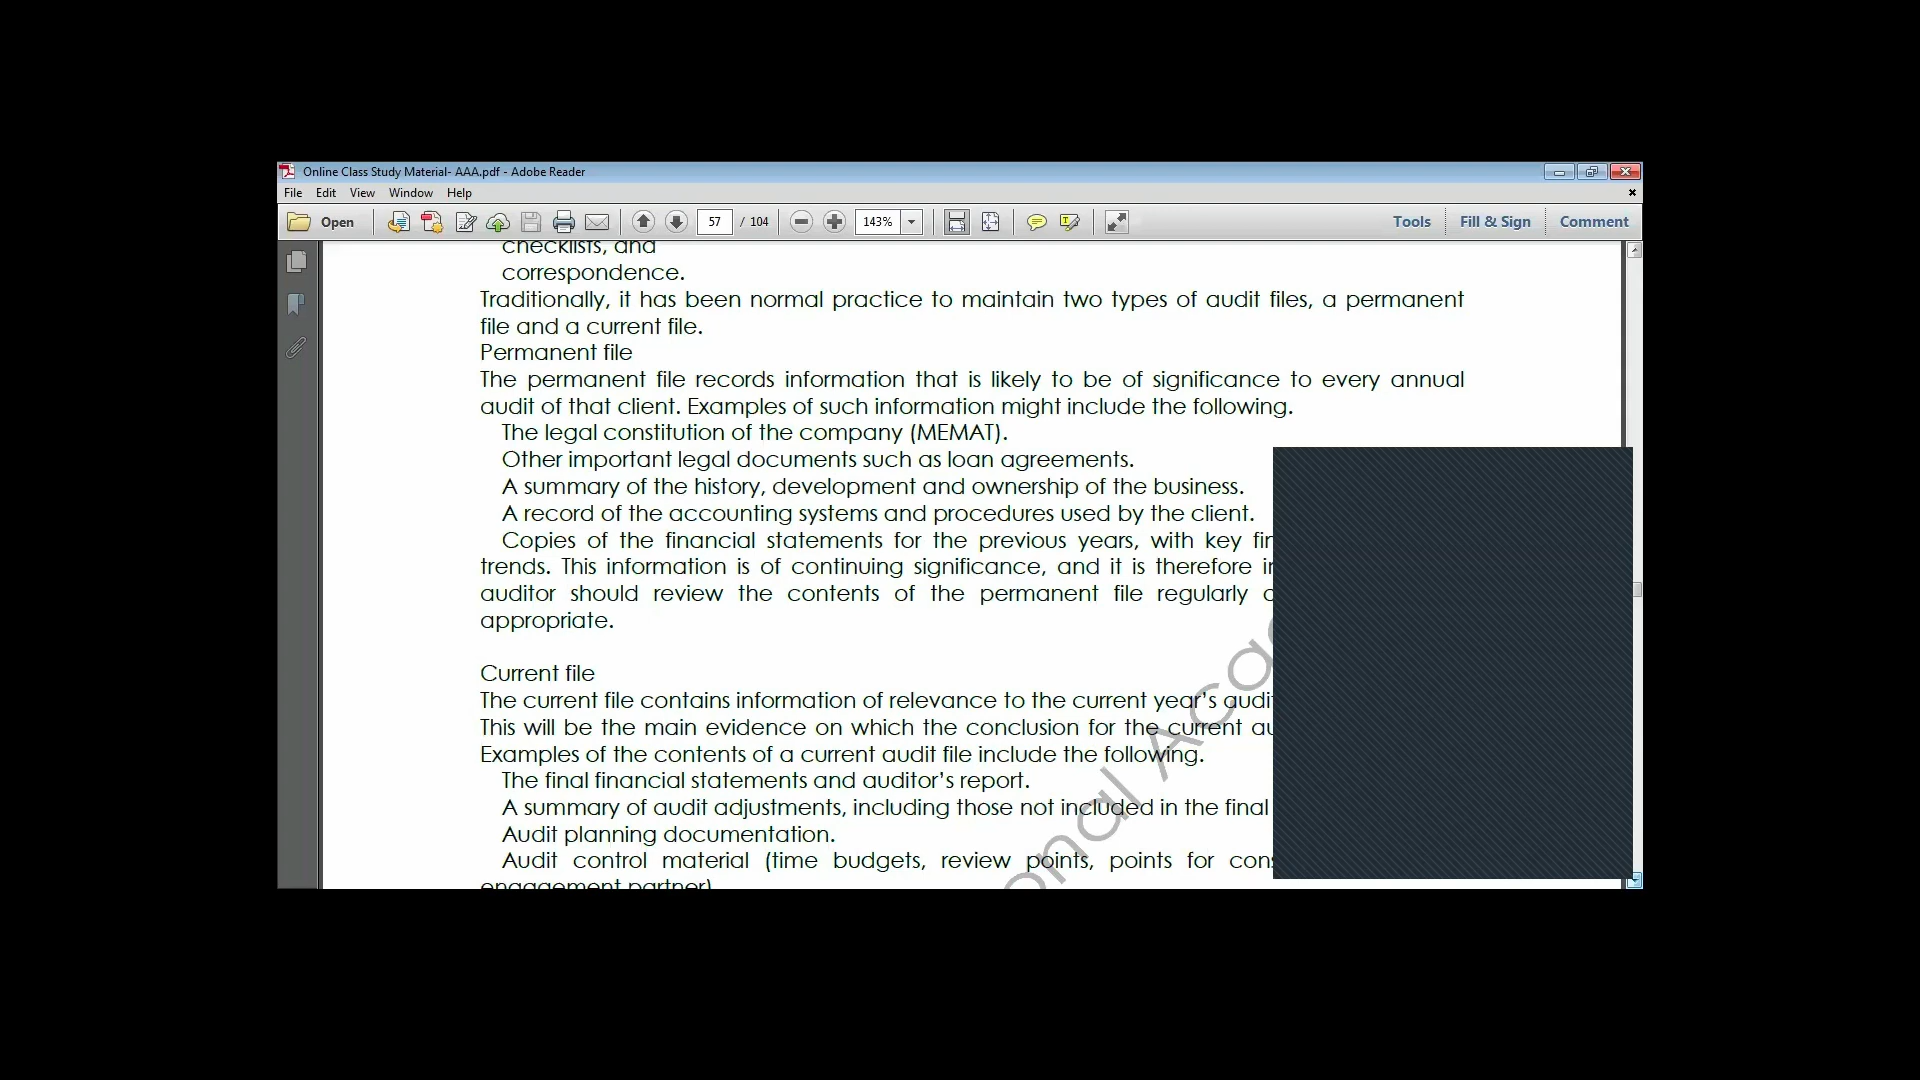 Online Class Study Material- AAA.pdf - Adobe Reader
File Edit View Window Help
Open 57 / 104 143% Tools Fill & Sign Comment
checklists, and
correspondence.
Traditionally, it has been normal practice to maintain two types of audit files, a permanent
file and a current file.
Permanent file
The permanent file records information that is likely to be of significance to every annual
audit of that client. Examples of such information might include the following.
The legal constitution of the company (MEMAT).
Other important legal documents such as loan agreements.
A summary of the history, development and ownership of the business.
A record of the accounting systems and procedures used by the client.
Copies of the financial statements for the previous years, with key
trends. This information is of continuing significance, and it is therefore
auditor should review the contents of the permanent file regularly
appropriate.
Current file
The current file contains information of relevance to the current year's
This will be the main evidence on which the conclusion for the current
Examples of the contents of a current audit file include the following.
The final financial statements and auditor's report.
A summary of audit adjustments, including those not included in the final
Audit planning documentation.
Audit control material (time budgets, review points, points for
engagement partner)